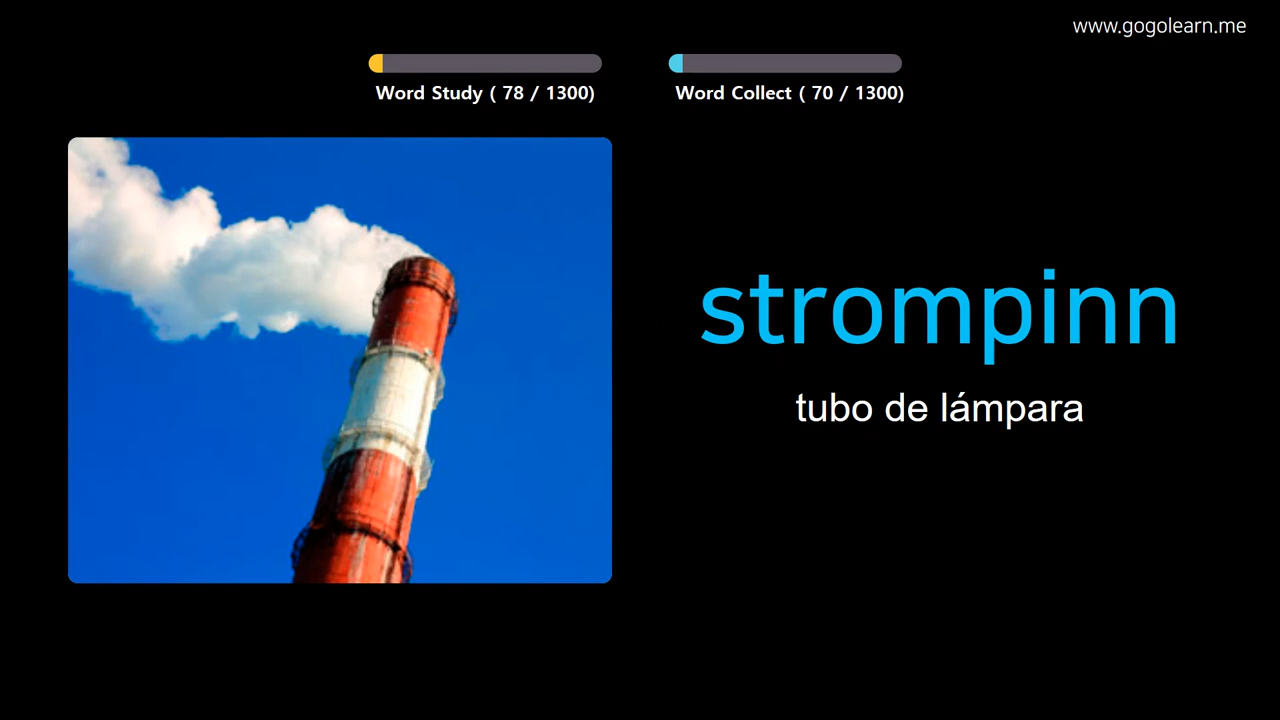 www.gogolearn.me
Word Study ( 78 / 1300)
Word Collect ( 70 / 1300)
strompinn
tubo de lámpara